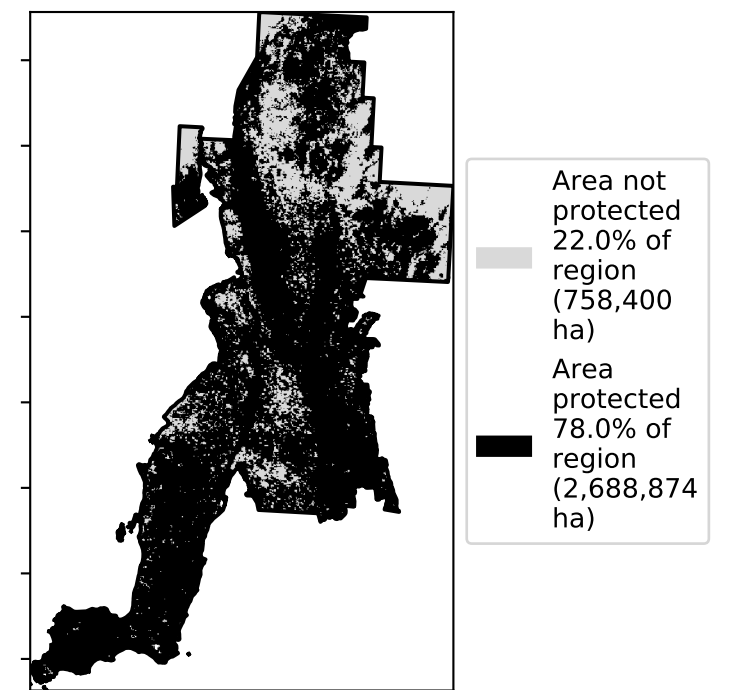 Area not
protected
22.0% of
region
(758,400
ha)
Area
protected
78.0% of
region
(2,688,874
ha)